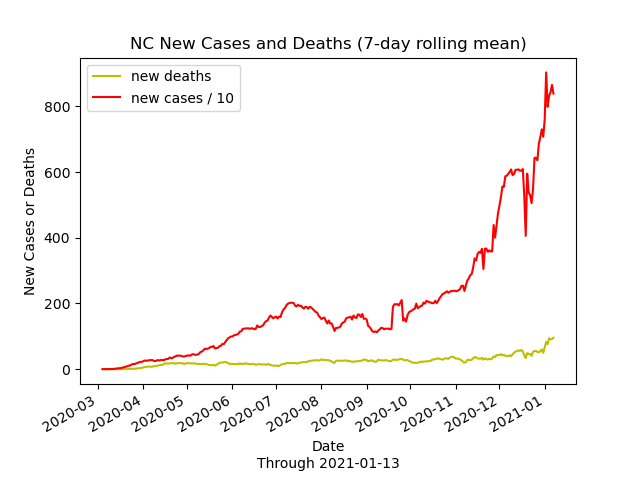 NC New Cases and Deaths (7-day rolling mean)
new deaths
new cases / 10
New Cases or Deaths
800
600
400
200
0
2020-03
2020-04
2020-05
2020-06
2020-07
2020-08
2020-09
2020-10
2020-11
2020-12
2021-01
Date
Through 2021-01-13